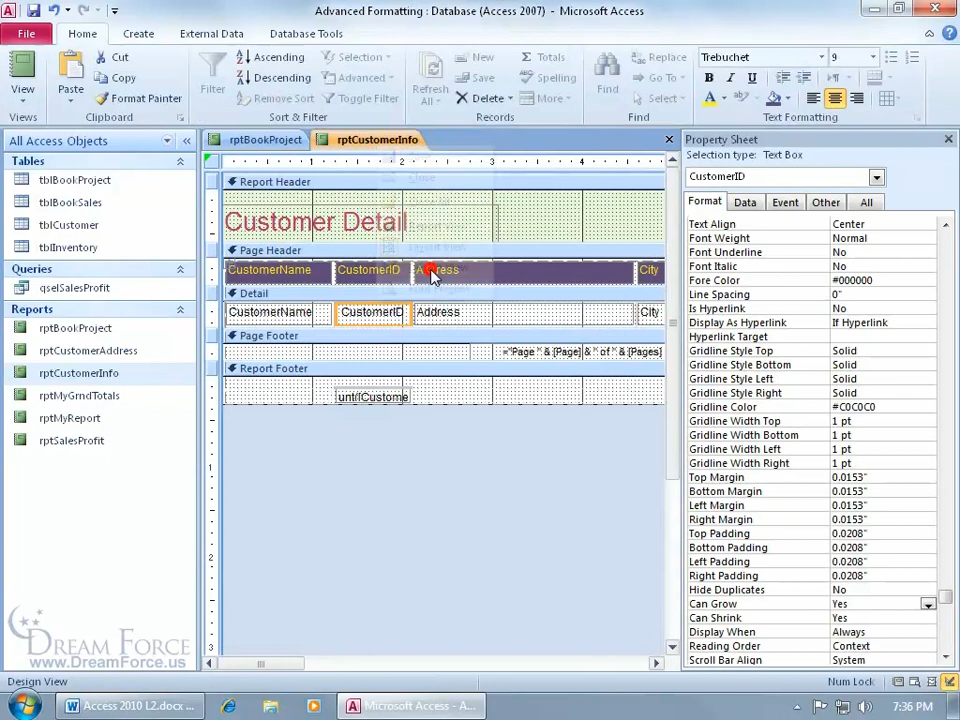 Advanced Formatting : Database (Access 2007) - Microsoft Access
File
Home
Create
External Data
Database Tools
View
Views
Paste
Cut
Copy
Format Painter
Clipboard
Filter
Ascending
Descending
Remove Sort
Selection
Advanced
Toggle Filter
Sort & Filter
Refresh
All
New
Save
Delete
Totals
Spelling
More
Records
Find
Replace
Go To
Select
Find
Trebuchet
9
B I U
Text Formatting
All Access Objects
Tables
tblBookProject
tblBookSales
tblCustomer
tblInventory
Queries
qselSalesProfit
Reports
rptBookProject
rptCustomerAddress
rptCustomerInfo
rptMyGrndTotals
rptMyReport
rptSalesProfit
DREAM FORCE
www.DreamForce.us
rptBookProject
rptCustomerInfo
1 2 3 4
Report Header
Customer Detail
Page Header
CustomerName CustomerID Address City
Detail
CustomerName CustomerID Address City
Page Footer
="Page " & [Page] & " of " & [Pages]
Report Footer
unt([Custome
1
2
3
Property Sheet
Selection type: Text Box
CustomerID
Format Data Event Other All
Text Align Center
Font Weight Normal
Font Underline No
Font Italic No
Fore Color #000000
Line Spacing 0"
Is Hyperlink No
Display As Hyperlink If Hyperlink
Hyperlink Target
Gridline Style Top Solid
Gridline Style Bottom Solid
Gridline Style Left Solid
Gridline Style Right Solid
Gridline Color #C0C0C0
Gridline Width Top 1 pt
Gridline Width Bottom 1 pt
Gridline Width Left 1 pt
Gridline Width Right 1 pt
Top Margin 0.0153"
Bottom Margin 0.0153"
Left Margin 0.0153"
Right Margin 0.0153"
Top Padding 0.0208"
Bottom Padding 0.0208"
Left Padding 0.0208"
Right Padding 0.0208"
Hide Duplicates No
Can Grow Yes
Can Shrink Yes
Display When Always
Reading Order Context
Scroll Bar Align System
Design View
Num Lock
Access 2010 L2.docx ...
Microsoft Access - A...
7:36 PM